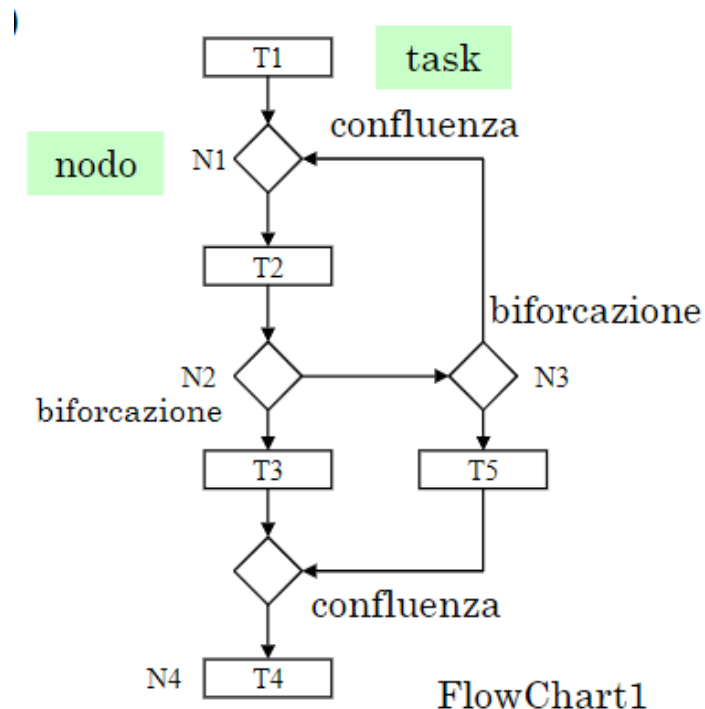 )
T1
task
confluenza
nodo
N1
T2
biforcazione
N2
N3
biforcazione
T3
T5
confluenza
N4
T4
FlowChart1